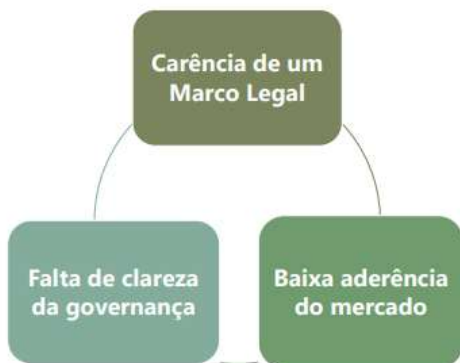 Carência de um
Marco Legal
Falta de clareza
da governança
Baixa aderência
do mercado